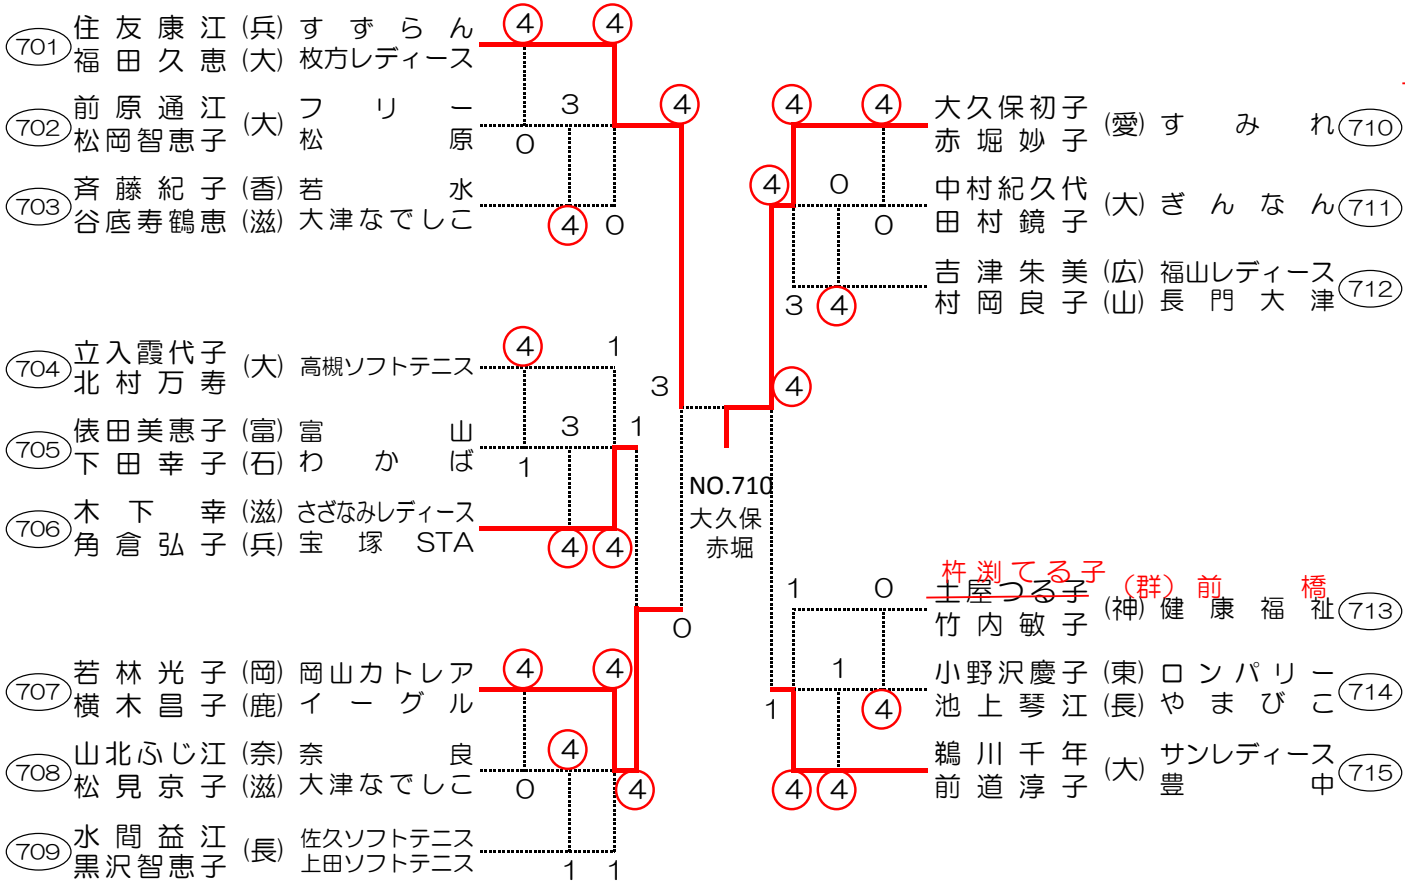 701 住友康江 (兵) すずらん ④ ④
福田久恵 (大) 枚方レディース
702 前原通江 (大) フリー 3 ④
松岡智恵子 松原 0
703 斉藤紀子 (香) 若水
谷底寿鶴恵 (滋) 大津なでしこ ④ 0
704 立入霞代子 (大) 高槻ソフトテニス ④ 1
北村万寿
3
705 俵田美恵子 (富) 富山 3 1
下田幸子 (石) わかば 1
706 木下幸 (滋) さざなみレディース
角倉弘子 (兵) 宝塚STA ④ ④
0
707 若林光子 (岡) 岡山カトレア ④ ④
横木昌子 (鹿) イーグル
708 山北ふじ江 (奈) 奈良 ④
松見京子 (滋) 大津なでしこ 0 ④
709 水間益江 (長) 佐久ソフトテニス
黒沢智恵子 上田ソフトテニス 1 1
NO.710
大久保
赤堀
④ ④ 大久保初子 (愛) すみれ 710
赤堀妙子
④ 0 中村紀久代 (大) ぎんなん 711
0 田村鏡子
吉津朱美 (広) 福山レディース 712
3 ④ 村岡良子 (山) 長門大津
④
杵渕てる子 (群) 前橋
1 0 土屋つる子 (神) 健康福祉 713
竹内敏子
1 小野沢慶子 (東) ロンパリー 714
1 ④ 池上琴江 (長) やまびこ
鵜川千年 (大) サンレディース 715
④ ④ 前道淳子 豊中